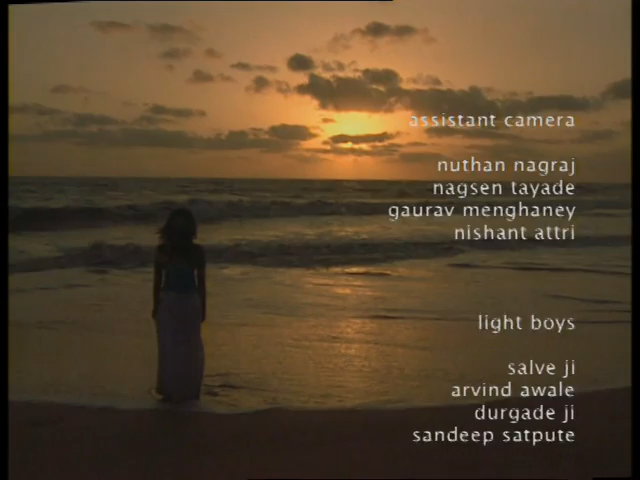 assistant camera
nuthan nagraj
nagsen tayade
gaurav menghaney
nishant attri
light boys
salve ji
arvind awale
durgade ji
sandeep satpute